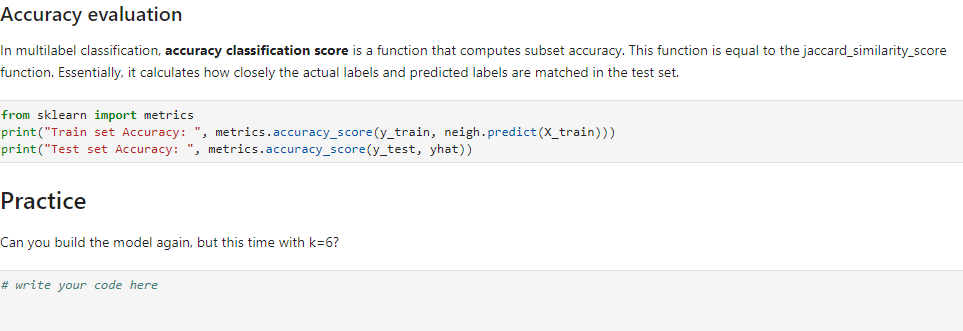 Accuracy evaluation
In multilabel classification, accuracy classification score is a function that computes subset accuracy. This function is equal to the jaccard_similarity_score
function. Essentially, it calculates how closely the actual labels and predicted labels are matched in the test set.
from sklearn import metrics
print("Train set Accuracy: ", metrics.accuracy_score(y_train, neigh.predict(X_train)))
print("Test set Accuracy: ", metrics.accuracy_score(y_test, yhat))
Practice
Can you build the model again, but this time with k=6?
# write your code here